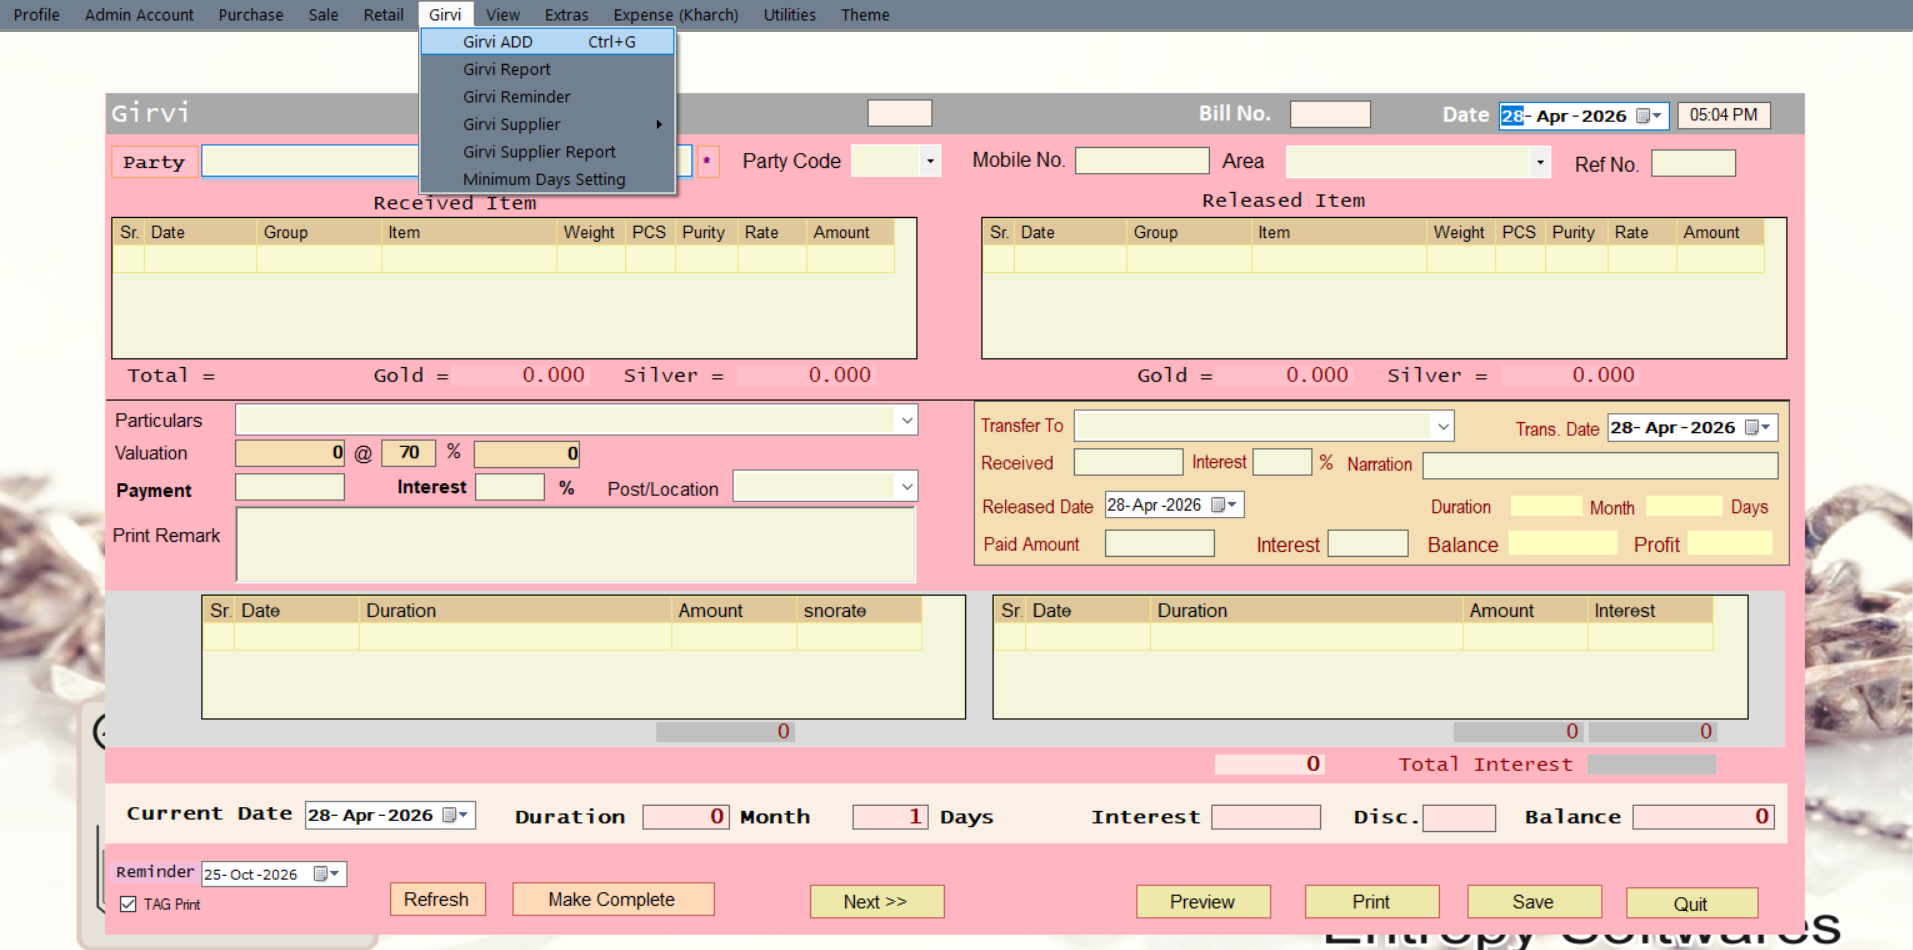 Profile Admin Account Purchase Sale Retail Girvi View Extras Expense (Kharch) Utilities Theme
Girvi ADD Ctrl+G
Girvi Report
Girvi Reminder
Girvi Supplier
Girvi Supplier Report
Minimum Days Setting
Girvi Bill No. Date 28-Apr-2026 05:04 PM
Party * Party Code Mobile No. Area Ref No.
Received Item Released Item
Sr. Date Group Item Weight PCS Purity Rate Amount Sr. Date Group Item Weight PCS Purity Rate Amount
Total = Gold = 0.000 Silver = 0.000 Gold = 0.000 Silver = 0.000
Particulars
Valuation 0 @ 70 % 0
Payment Interest % Post/Location
Print Remark
Transfer To Trans. Date 28-Apr-2026
Received Interest % Narration
Released Date 28-Apr-2026 Duration Month Days
Paid Amount Interest Balance Profit
Sr. Date Duration Amount snorate Sr. Date Duration Amount Interest
0 0 0
0 Total Interest
Current Date 28-Apr-2026 Duration 0 Month 1 Days Interest Disc. Balance 0
Reminder 25-Oct-2026
TAG Print
Refresh Make Complete Next >> Preview Print Save Quit
Entropy Softwares